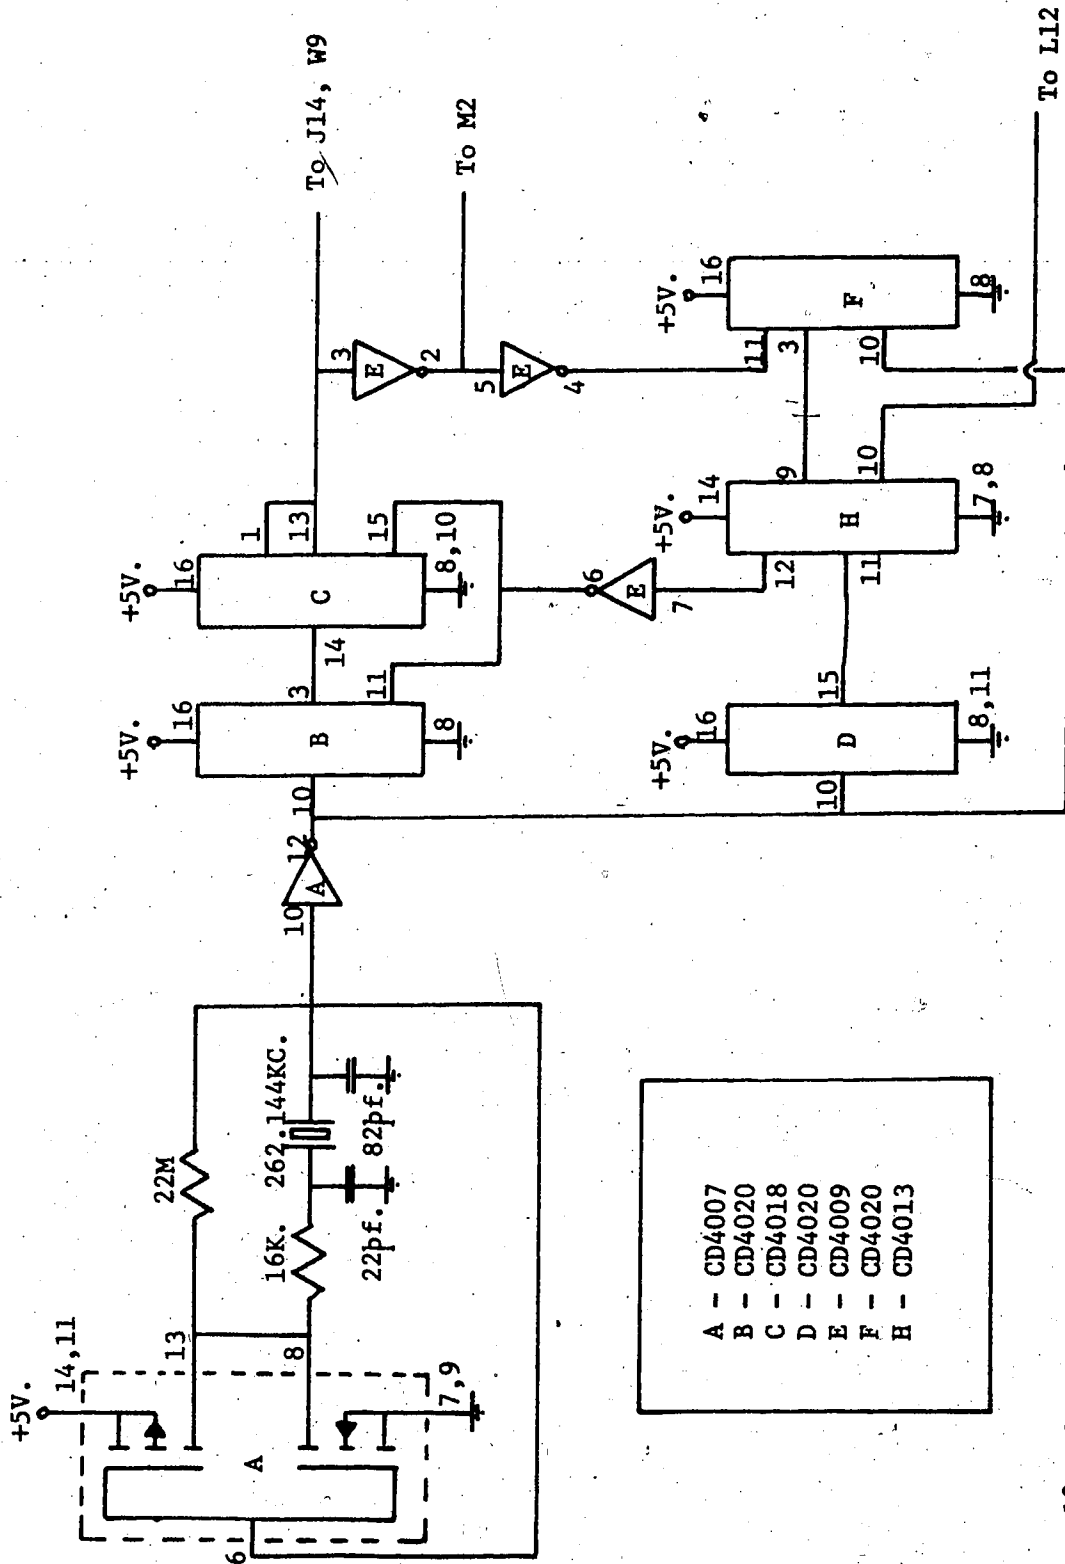 +5V.
14,11
13
8
7,9
6
A
22M
16K.
262.144KC.
22pf.
82pf.
10
A
12
10
+5V.
16
B
3
11
8
+5V.
16
C
14
1
13
15
8,10
To J14, W9
3
E
2
To M2
5
E
4
6
E
7
+5V.
16
D
10
15
8,11
+5V.
14
H
12
11
9
10
7,8
+5V.
16
F
11
3
10
8
To L12
A - CD4007
B - CD4020
C - CD4018
D - CD4020
E - CD4009
F - CD4020
H - CD4013